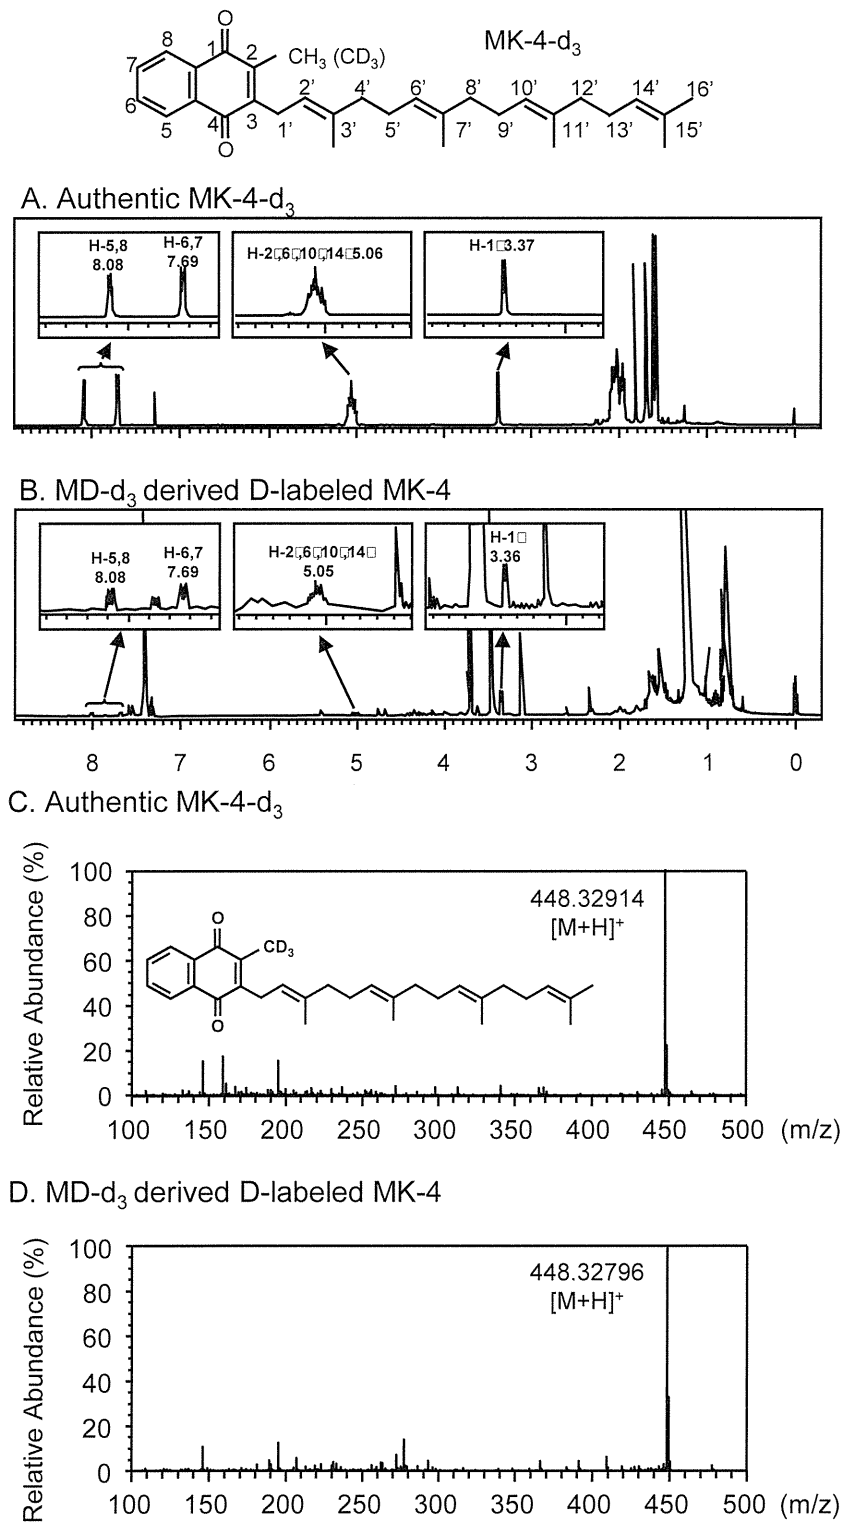 O
8 1 2 CH3 (CD3) MK-4-d3
7 2' 4' 6' 8' 10' 12' 14' 16'
6 4 3
5 1' 3' 5' 7' 9' 11' 13' 15'
O
A. Authentic MK-4-d3
H-5,8 H-6,7 H-2□,6□,10□,14□5.06 H-1□3.37
8.08 7.69
B. MD-d3 derived D-labeled MK-4
H-5,8 H-6,7 H-2□,6□,10□,14□ H-1□
8.08 7.69 5.05 3.36
8 7 6 5 4 3 2 1 0
C. Authentic MK-4-d3
Relative Abundance (%)
100
80
60
40
20
0
448.32914
[M+H]+
O
CD3
O
100 150 200 250 300 350 400 450 500 (m/z)
D. MD-d3 derived D-labeled MK-4
Relative Abundance (%)
100
80
60
40
20
0
448.32796
[M+H]+
100 150 200 250 300 350 400 450 500 (m/z)